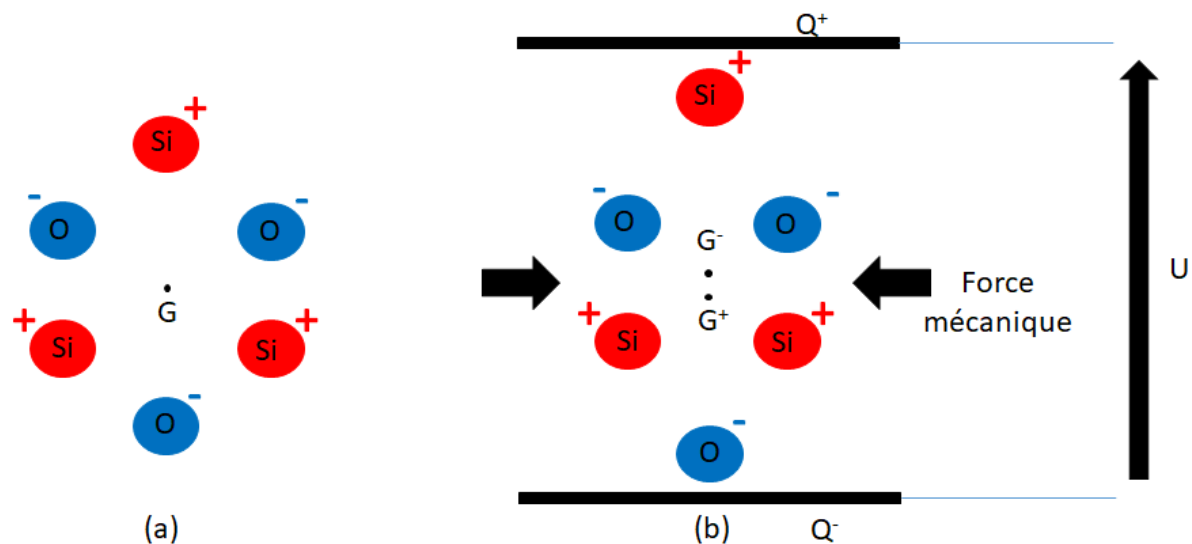 Q⁺
+
Si
+
Si
-
O
-
O
-
O
-
O
G⁻
G
G⁺
U
Force
mécanique
+
Si
+
Si
+
Si
+
Si
-
O
-
O
(a)
(b)
Q⁻